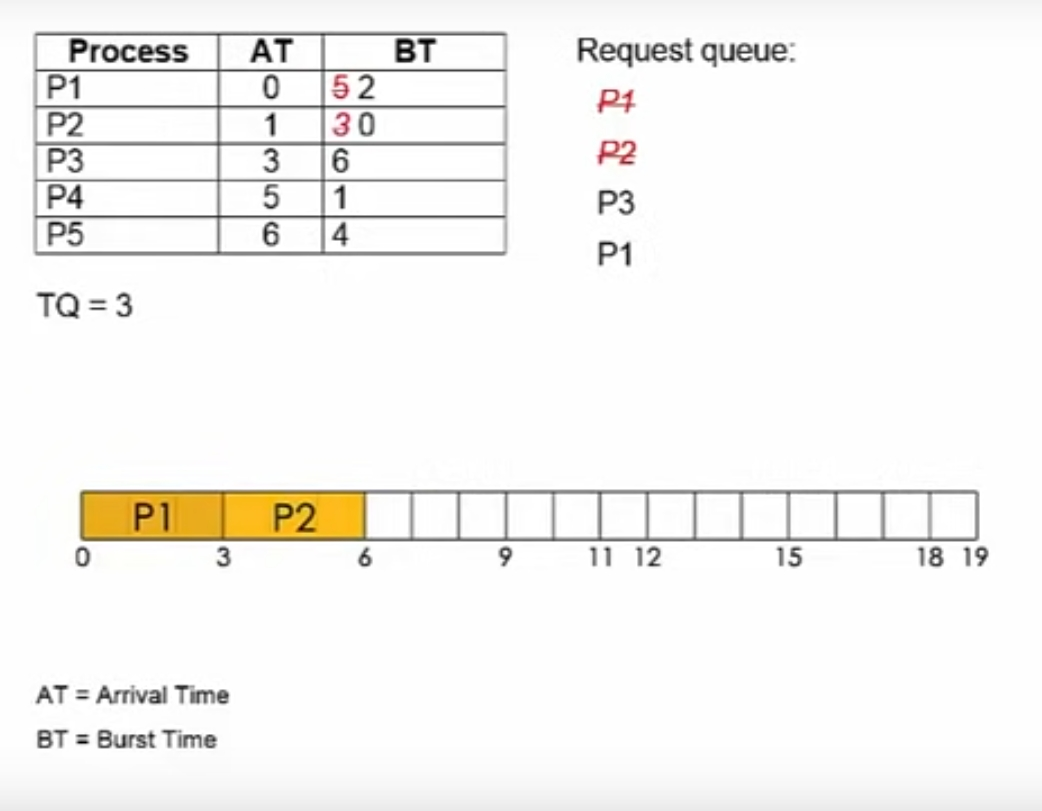 Process AT BT
P1 0 5 2
P2 1 3 0
P3 3 6
P4 5 1
P5 6 4
TQ = 3
Request queue:
P1
P2
P3
P1
P1 P2
0 3 6 9 11 12 15 18 19
AT = Arrival Time
BT = Burst Time